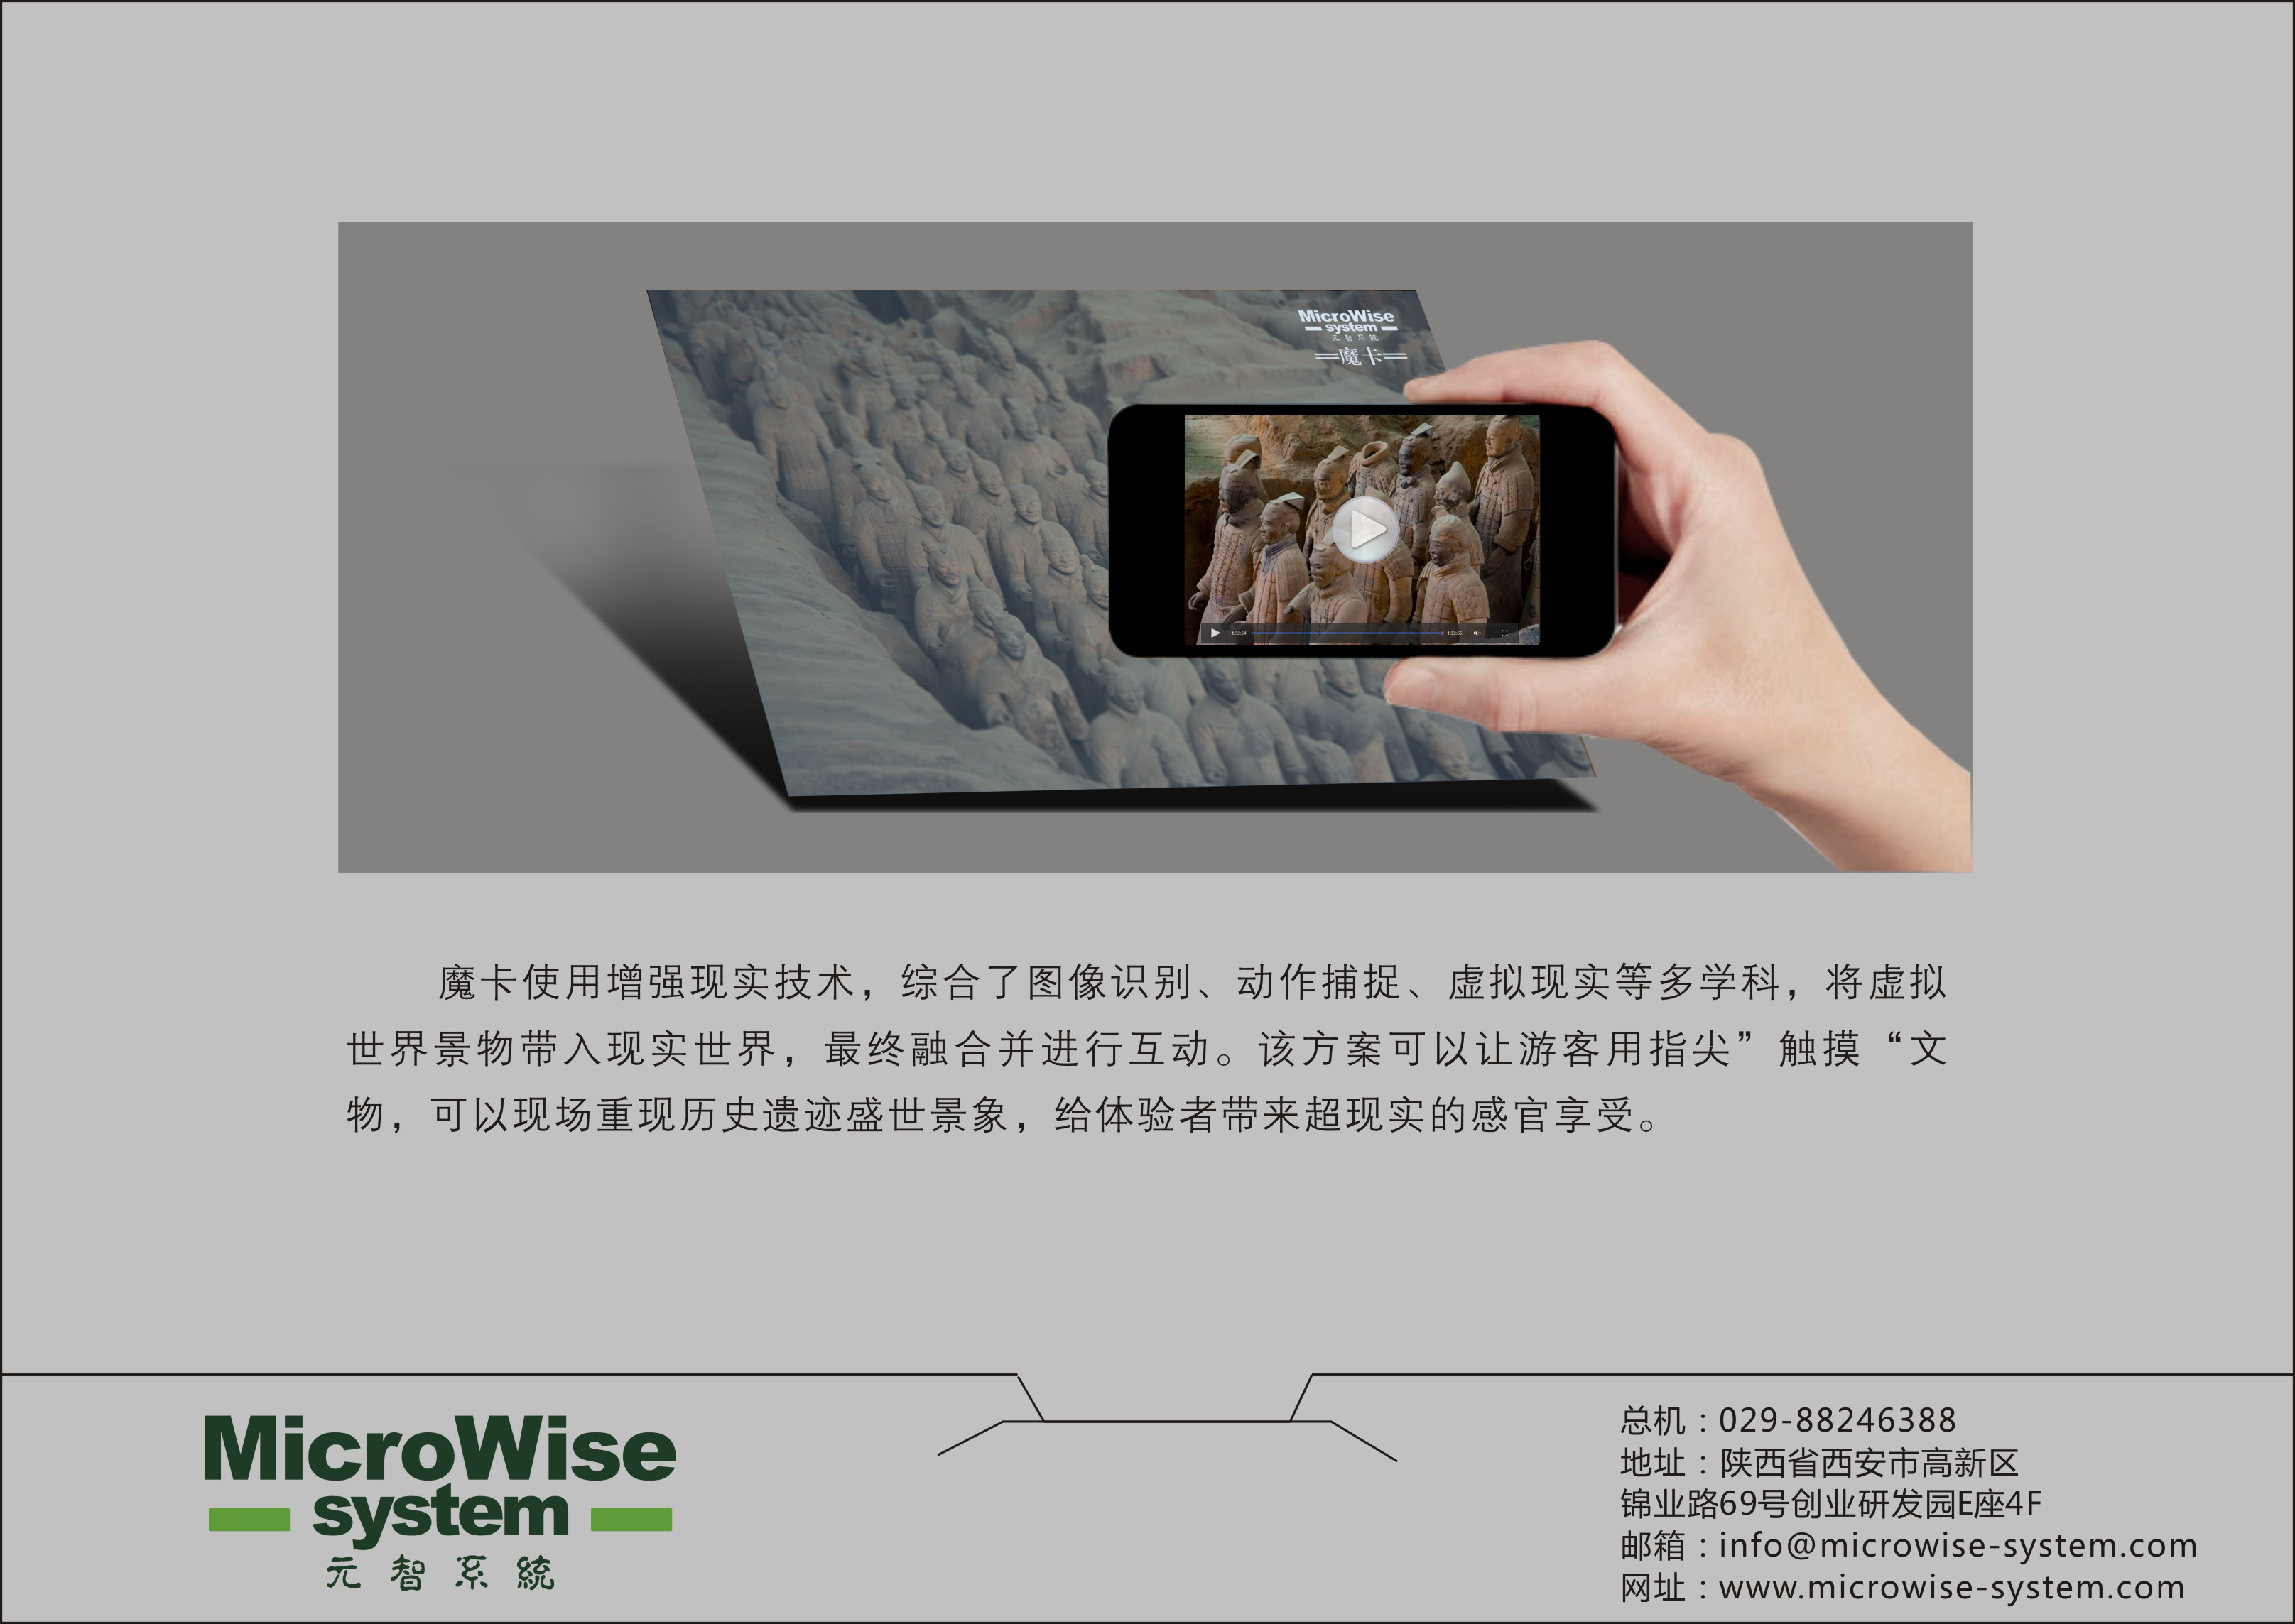 MicroWise
system
元智系統
魔卡
1:32:64 1:32:66
魔卡使用增强现实技术，综合了图像识别、动作捕捉、虚拟现实等多学科，将虚拟
世界景物带入现实世界，最终融合并进行互动。该方案可以让游客用指尖”触摸“文
物，可以现场重现历史遗迹盛世景象，给体验者带来超现实的感官享受。
MicroWise
system
元智系統
总机：029-88246388
地址：陕西省西安市高新区
锦业路69号创业研发园E座4F
邮箱：info@microwise-system.com
网址：www.microwise-system.com